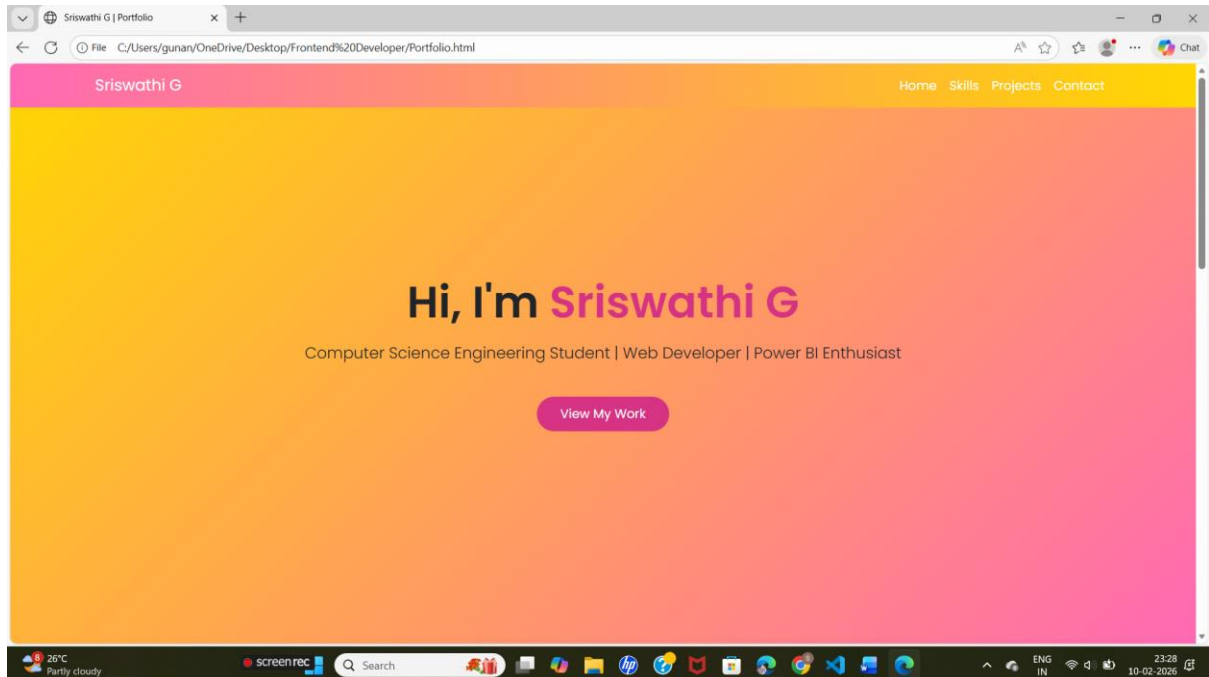 Sriswathi G | Portfolio
File C:/Users/gunan/OneDrive/Desktop/Frontend%20Developer/Portfolio.html
Chat
Sriswathi G
Home Skills Projects Contact
Hi, I'm Sriswathi G
Computer Science Engineering Student | Web Developer | Power BI Enthusiast
View My Work
8
26°C
Partly cloudy
screenrec
Search
hp
ENG
IN
23:28
10-02-2026